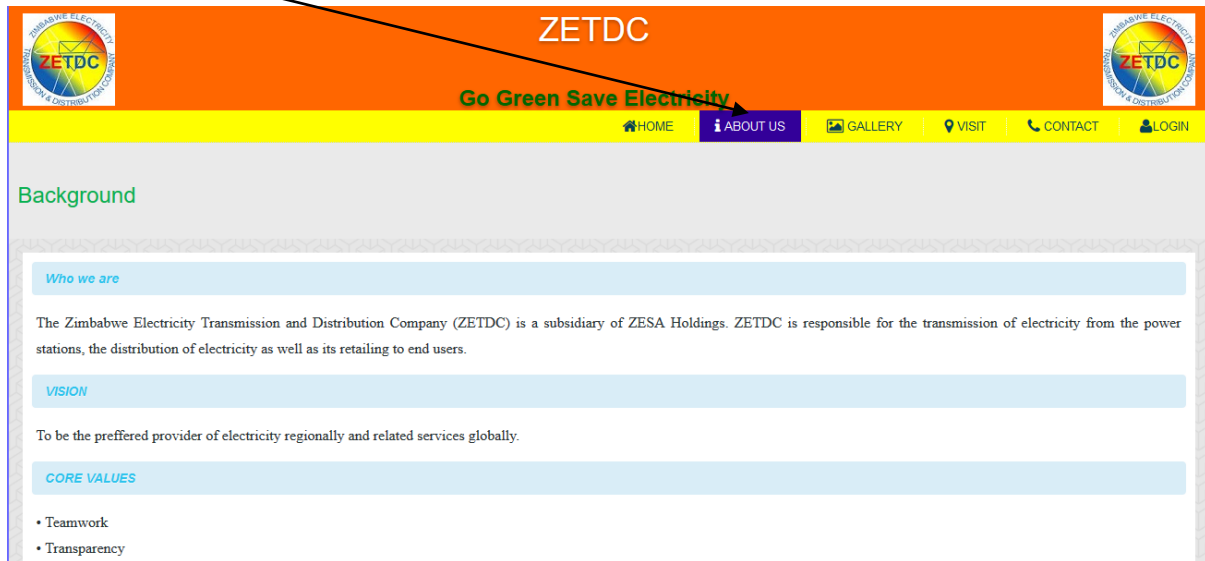 ZIMBABWE ELECTRICITY
TRANSMISSION & DISTRIBUTION COMPANY
ZETDC
ZETDC
ZIMBABWE ELECTRICITY
TRANSMISSION & DISTRIBUTION COMPANY
ZETDC
Go Green Save Electricity
HOME ABOUT US GALLERY VISIT CONTACT LOGIN
Background
Who we are
The Zimbabwe Electricity Transmission and Distribution Company (ZETDC) is a subsidiary of ZESA Holdings. ZETDC is responsible for the transmission of electricity from the power
stations, the distribution of electricity as well as its retailing to end users.
VISION
To be the preffered provider of electricity regionally and related services globally.
CORE VALUES
• Teamwork
• Transparency